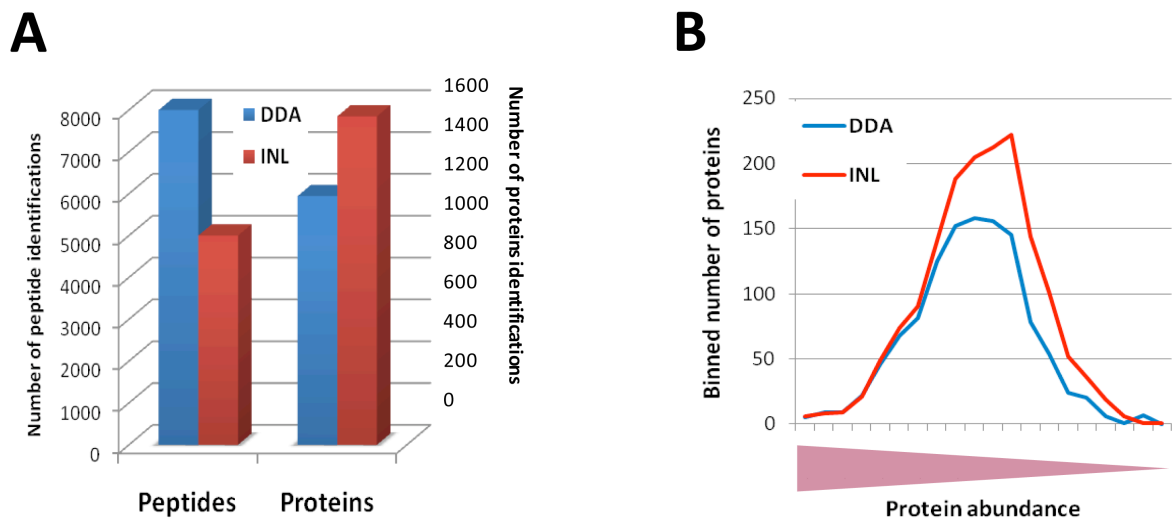 A
Number of peptide identifications
8000
7000
6000
5000
4000
3000
2000
1000
0
DDA
INL
1600
1400
1200
1000
800
600
400
200
0
Number of proteins identifications
Peptides
Proteins
B
Binned number of proteins
250
200
150
100
50
0
DDA
INL
Protein abundance